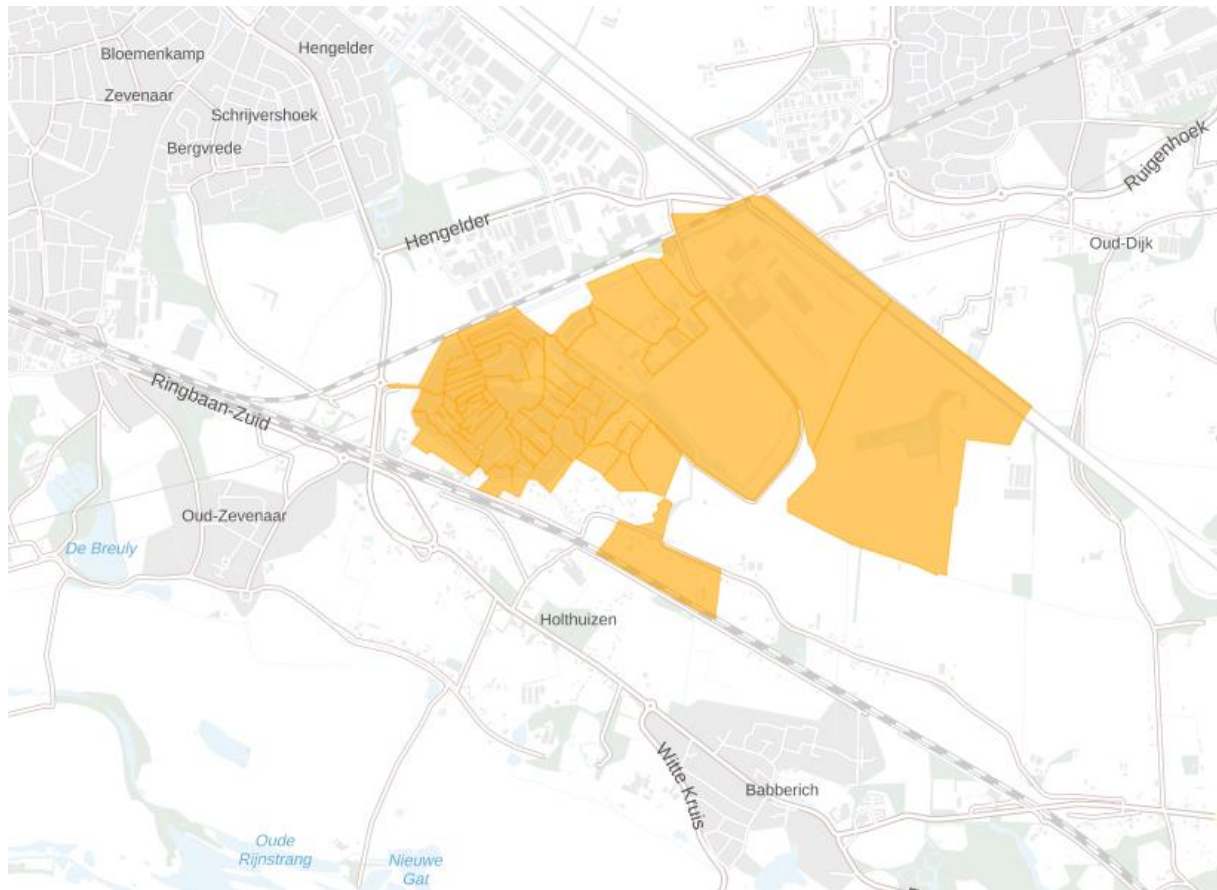 Hengelder
Bloemenkamp
Zevenaar
Schrijvershoek
Bergvrede
Ruigenhoek
Hengelder
Oud-Dijk
Ringbaan-Zuid
Oud-Zevenaar
De Breuly
Holthuizen
Witte Kruis
Babberich
Oude
Rijnstrang
Nieuwe
Gat